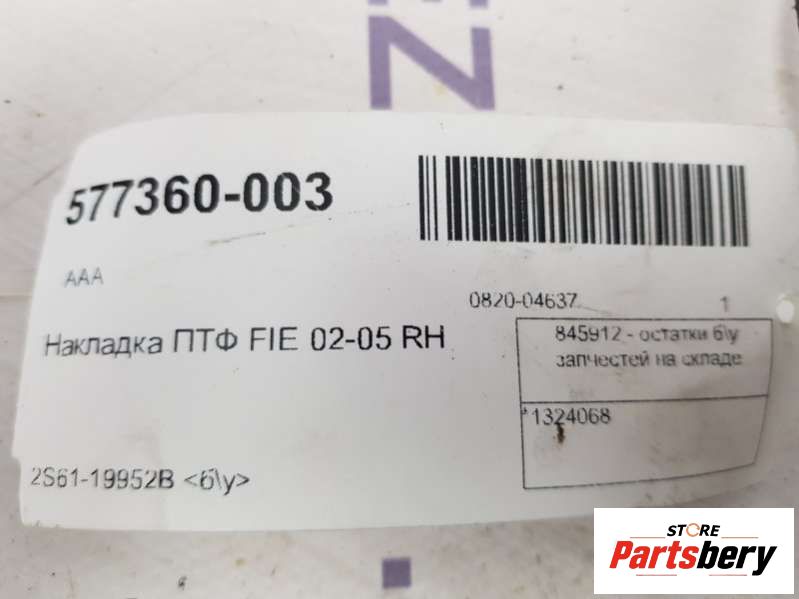 577360-003
AAA
0820-04637 1
Накладка ПТФ FIE 02-05 RH
845912 - остатки б\у
запчестей на складе
*1324068
2S61-19952B <б\у>
STORE
Partsbery